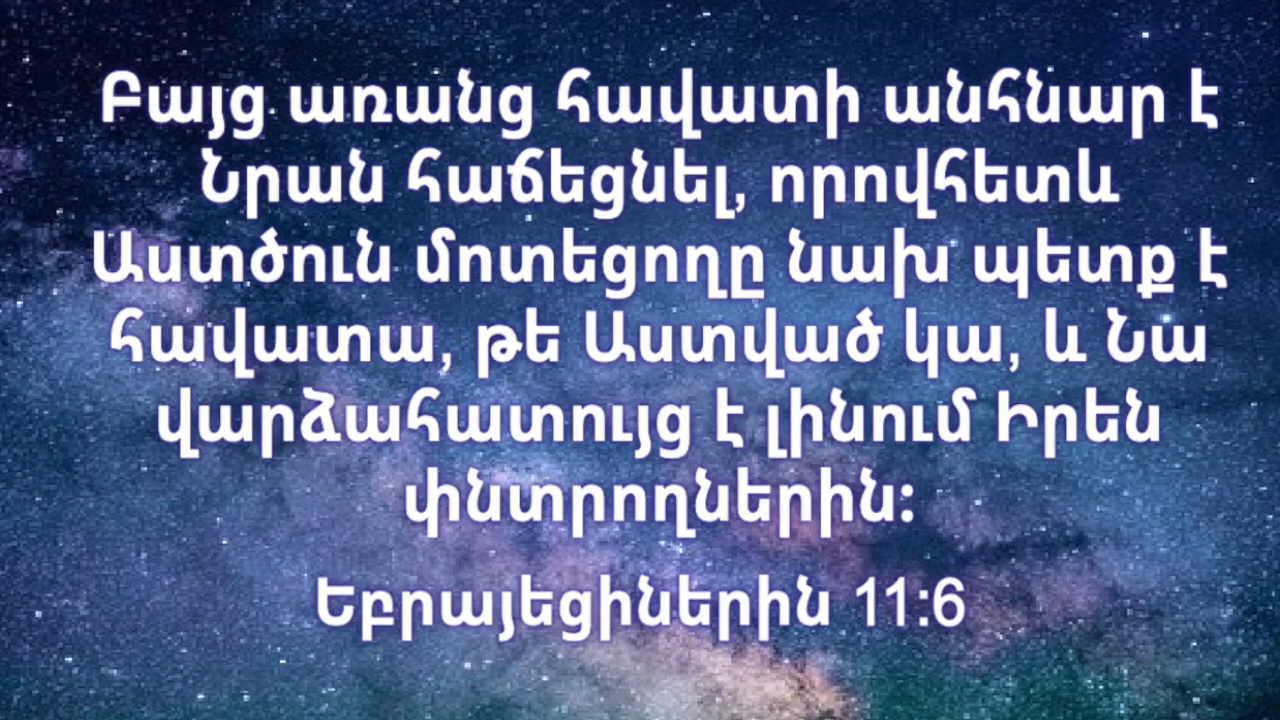 Բայց առանց հավատի անհնար է
Նրան հաճեցնել, որովհետև
Աստծուն մոտեցողը նախ պետք է
հավատա, թե Աստված կա, և Նա
վարձահատույց է լինում Իրեն
փնտրողներին:
Եբրայեցիներին 11:6